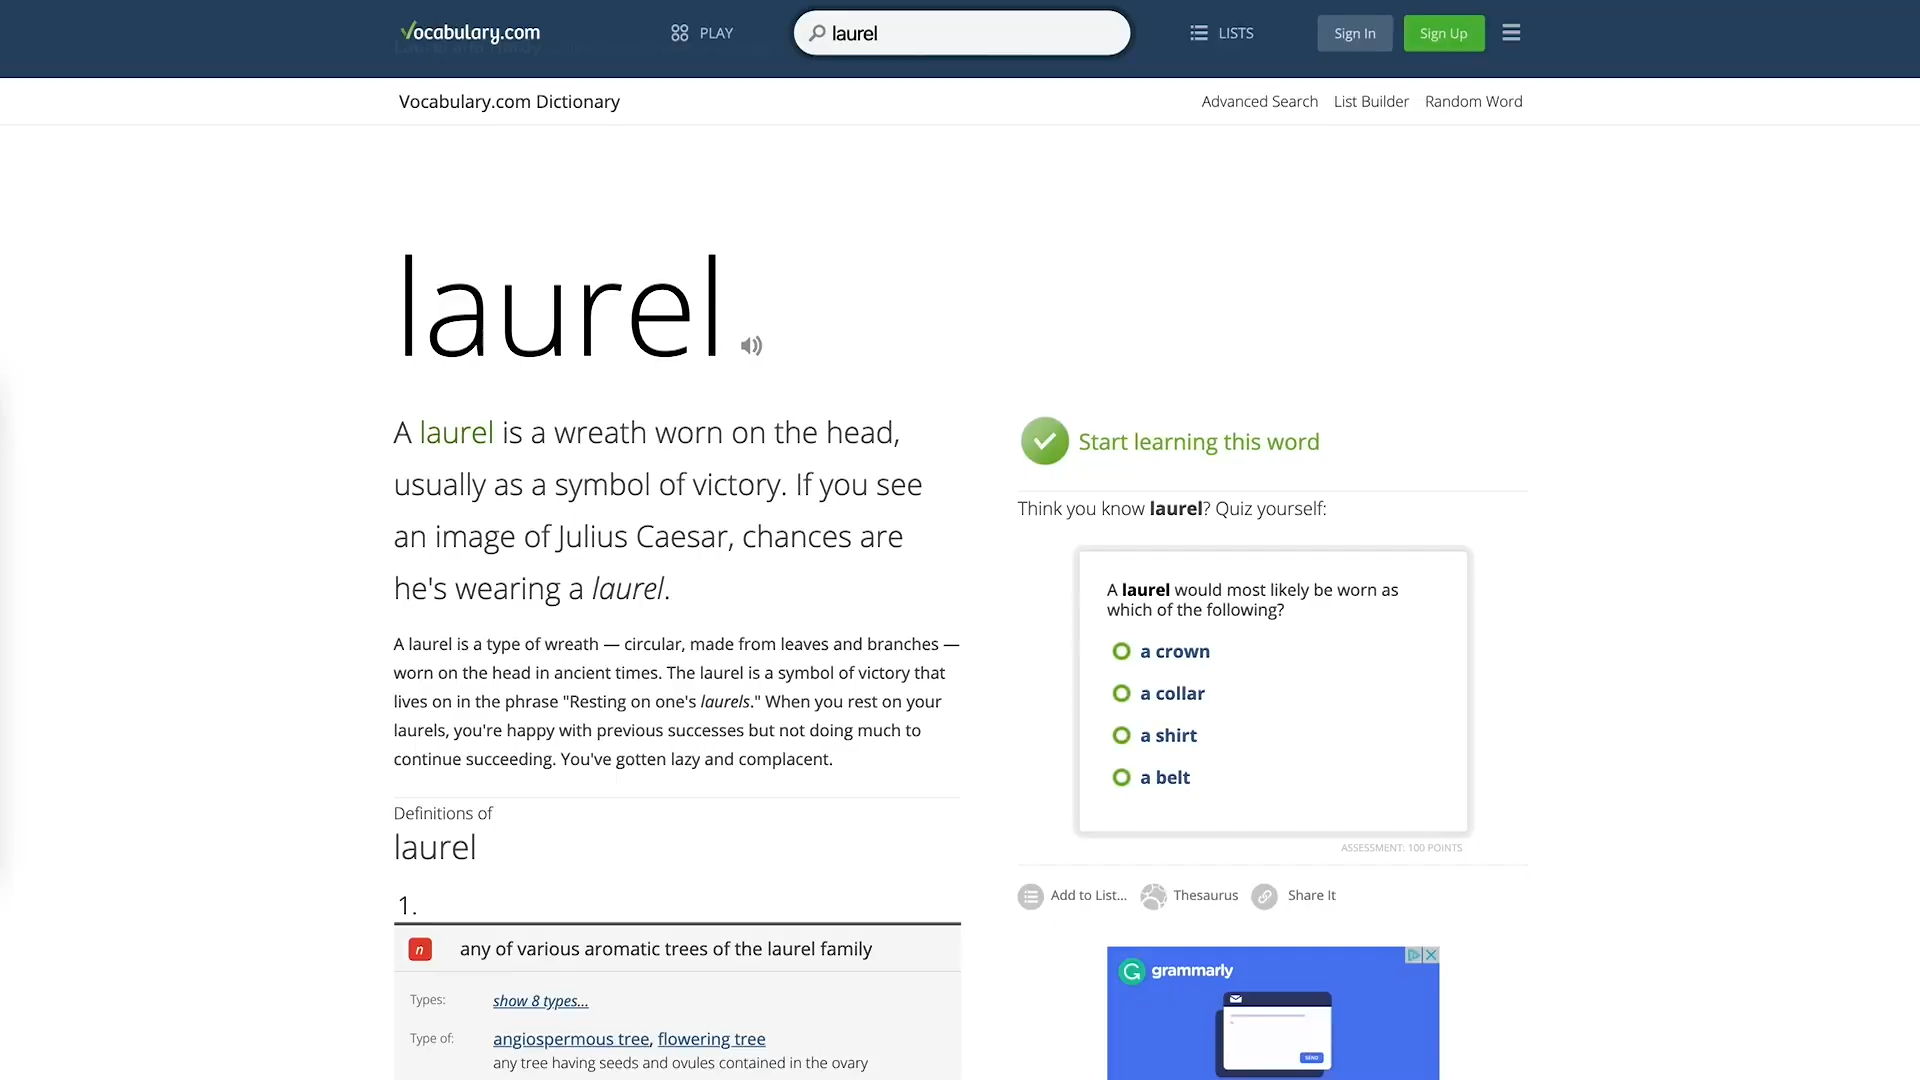 Vocabulary.com
PLAY
laurel
LISTS
Sign In
Sign Up
Vocabulary.com Dictionary
Advanced Search
List Builder
Random Word
laurel
A laurel is a wreath worn on the head,
usually as a symbol of victory. If you see
an image of Julius Caesar, chances are
he's wearing a laurel.
A laurel is a type of wreath — circular, made from leaves and branches —
worn on the head in ancient times. The laurel is a symbol of victory that
lives on in the phrase "Resting on one's laurels." When you rest on your
laurels, you're happy with previous successes but not doing much to
continue succeeding. You've gotten lazy and complacent.
Definitions of
laurel
1.
n any of various aromatic trees of the laurel family
Types: show 8 types...
Type of: angiospermous tree, flowering tree
any tree having seeds and ovules contained in the ovary
Start learning this word
Think you know laurel? Quiz yourself:
A laurel would most likely be worn as
which of the following?
a crown
a collar
a shirt
a belt
ASSESSMENT: 100 POINTS
Add to List...
Thesaurus
Share It
grammarly
SEND